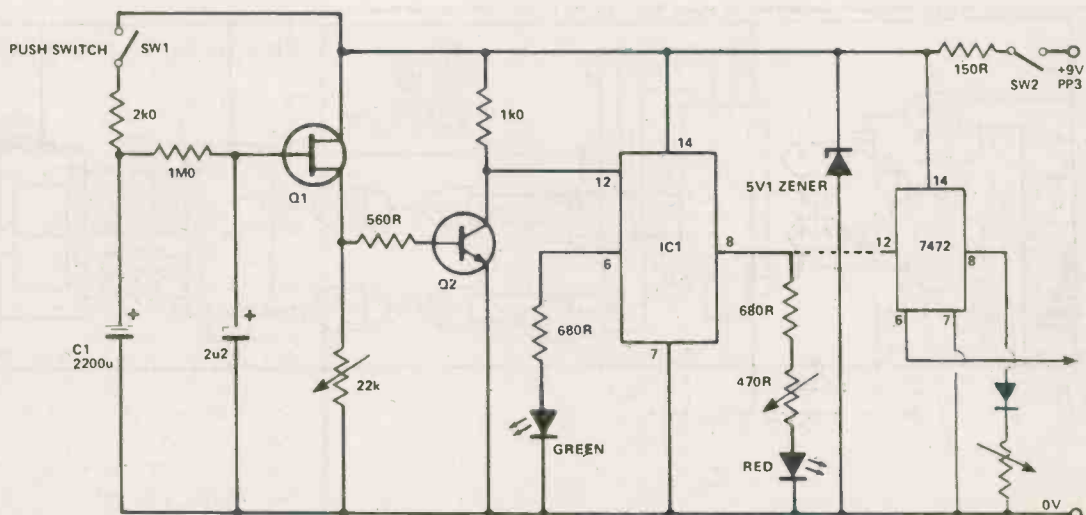 PUSH SWITCH
SW1
2k0
1M0
Q1
C1
2200u
2u2
560R
22k
1k0
Q2
14
12
6
8
7
IC1
680R
GREEN
680R
470R
RED
5V1 ZENER
150R
SW2
+9V
PP3
14
12
7472
8
6
7
0V